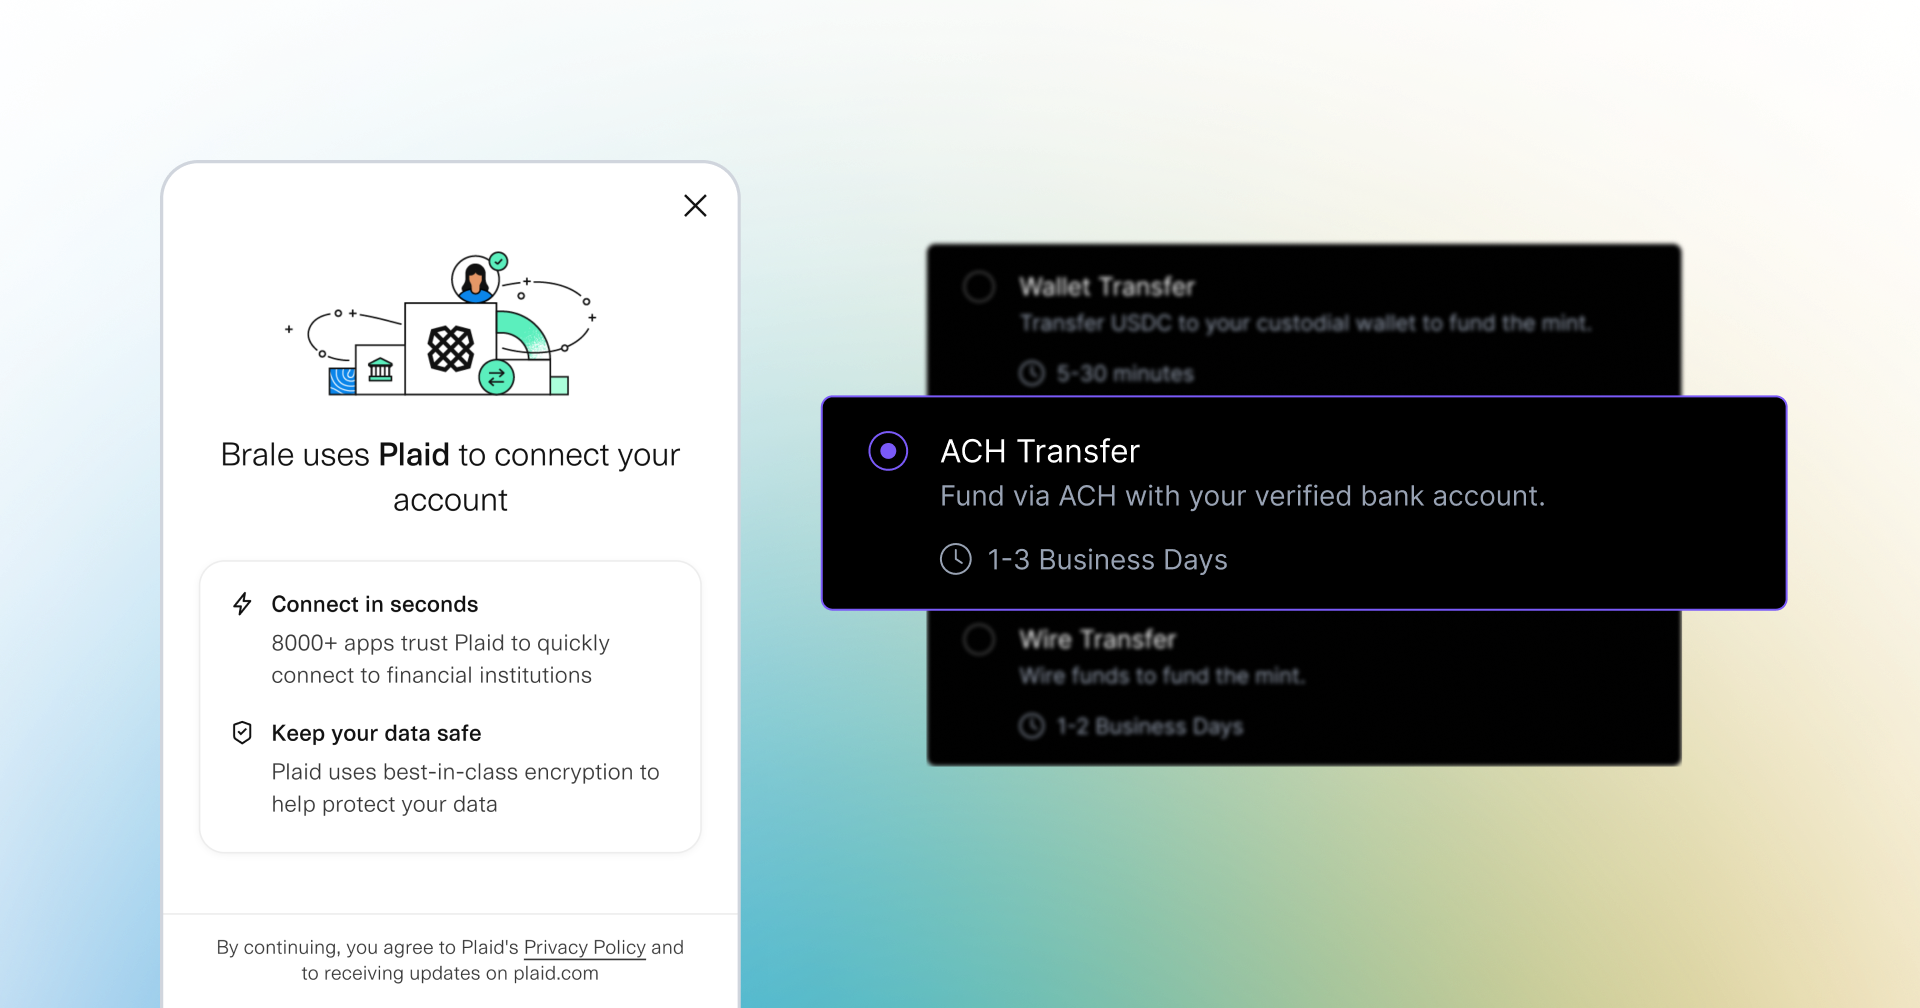 Brale uses Plaid to connect your
account
Connect in seconds
8000+ apps trust Plaid to quickly
connect to financial institutions
Keep your data safe
Plaid uses best-in-class encryption to
help protect your data
By continuing, you agree to Plaid's Privacy Policy and
to receiving updates on plaid.com
Wallet Transfer
Transfer USDC to your custodial wallet to fund the mint.
5-30 minutes
ACH Transfer
Fund via ACH with your verified bank account.
1-3 Business Days
Wire Transfer
Wire funds to fund the mint.
1-2 Business Days